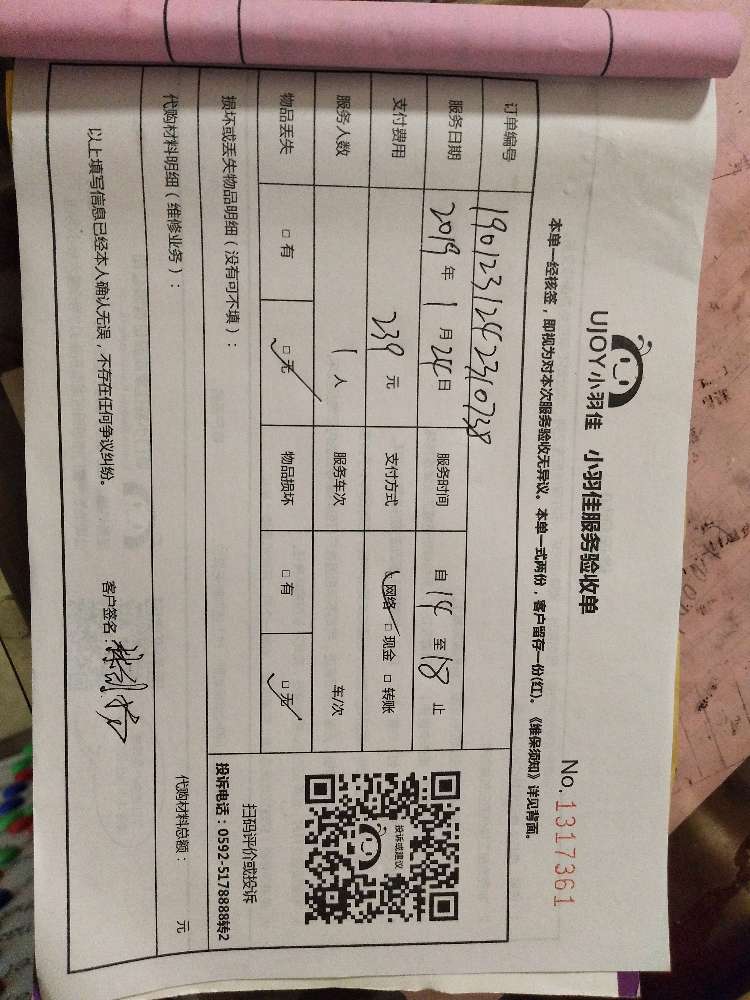 UJOY小羽佳 小羽佳服务验收单
No.1317361
本单一经核签，即视为对本次服务验收无异议。本单一式两份，客户留存一份(红)。《维保须知》详见背面。
订单编号 1901231242310738
服务日期 2019 年 1 月 24 日 服务时间 自 14 至 18 止
支付费用 239 元 支付方式 网络 □ 现金 □ 转账
服务人数 1 人 服务车次 车/次
物品丢失 □ 有 □ 无 物品损坏 □ 有 □ 无
投诉或建议
扫码评价或投诉
投诉电话：0592-5178888转2
损坏或丢失物品明细（没有可不填）：
代购材料明细（维修业务）： 代购材料总额： 元
以上填写信息已经本人确认无误，不存在任何争议纠纷。 客户签名：